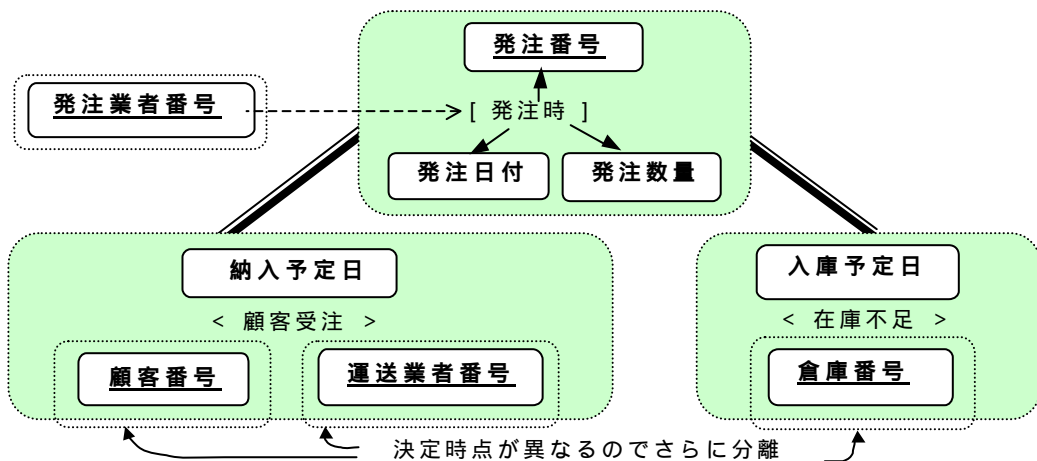 発注番号
発注業者番号
[ 発注時 ]
発注日付
発注数量
納入予定日
入庫予定日
< 顧客受注 >
< 在庫不足 >
顧客番号
運送業者番号
倉庫番号
決定時点が異なるのでさらに分離